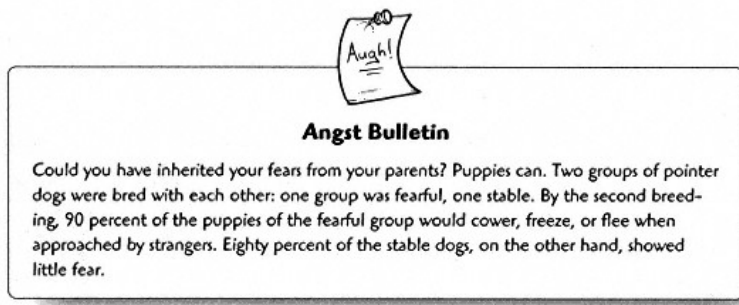 Augh!
Angst Bulletin
Could you have inherited your fears from your parents? Puppies can. Two groups of pointer
dogs were bred with each other: one group was fearful, one stable. By the second breed-
ing, 90 percent of the puppies of the fearful group would cower, freeze, or flee when
approached by strangers. Eighty percent of the stable dogs, on the other hand, showed
little fear.